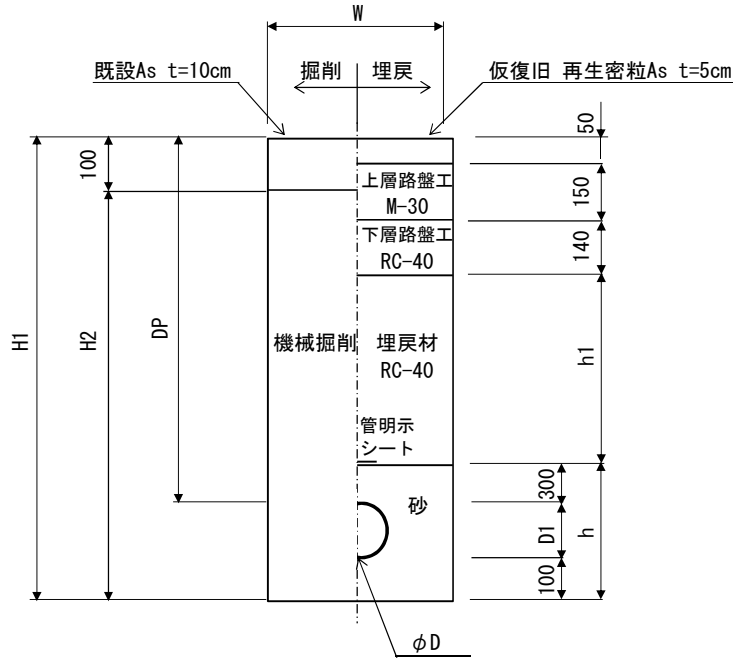 W
既設As t=10cm
掘削 埋戻
仮復旧 再生密粒As t=5cm
50
100
上層路盤工
M-30
150
下層路盤工
RC-40
140
H1
H2
DP
機械掘削
埋戻材
RC-40
h1
管明示
シート
砂
300
D1
h
100
φD